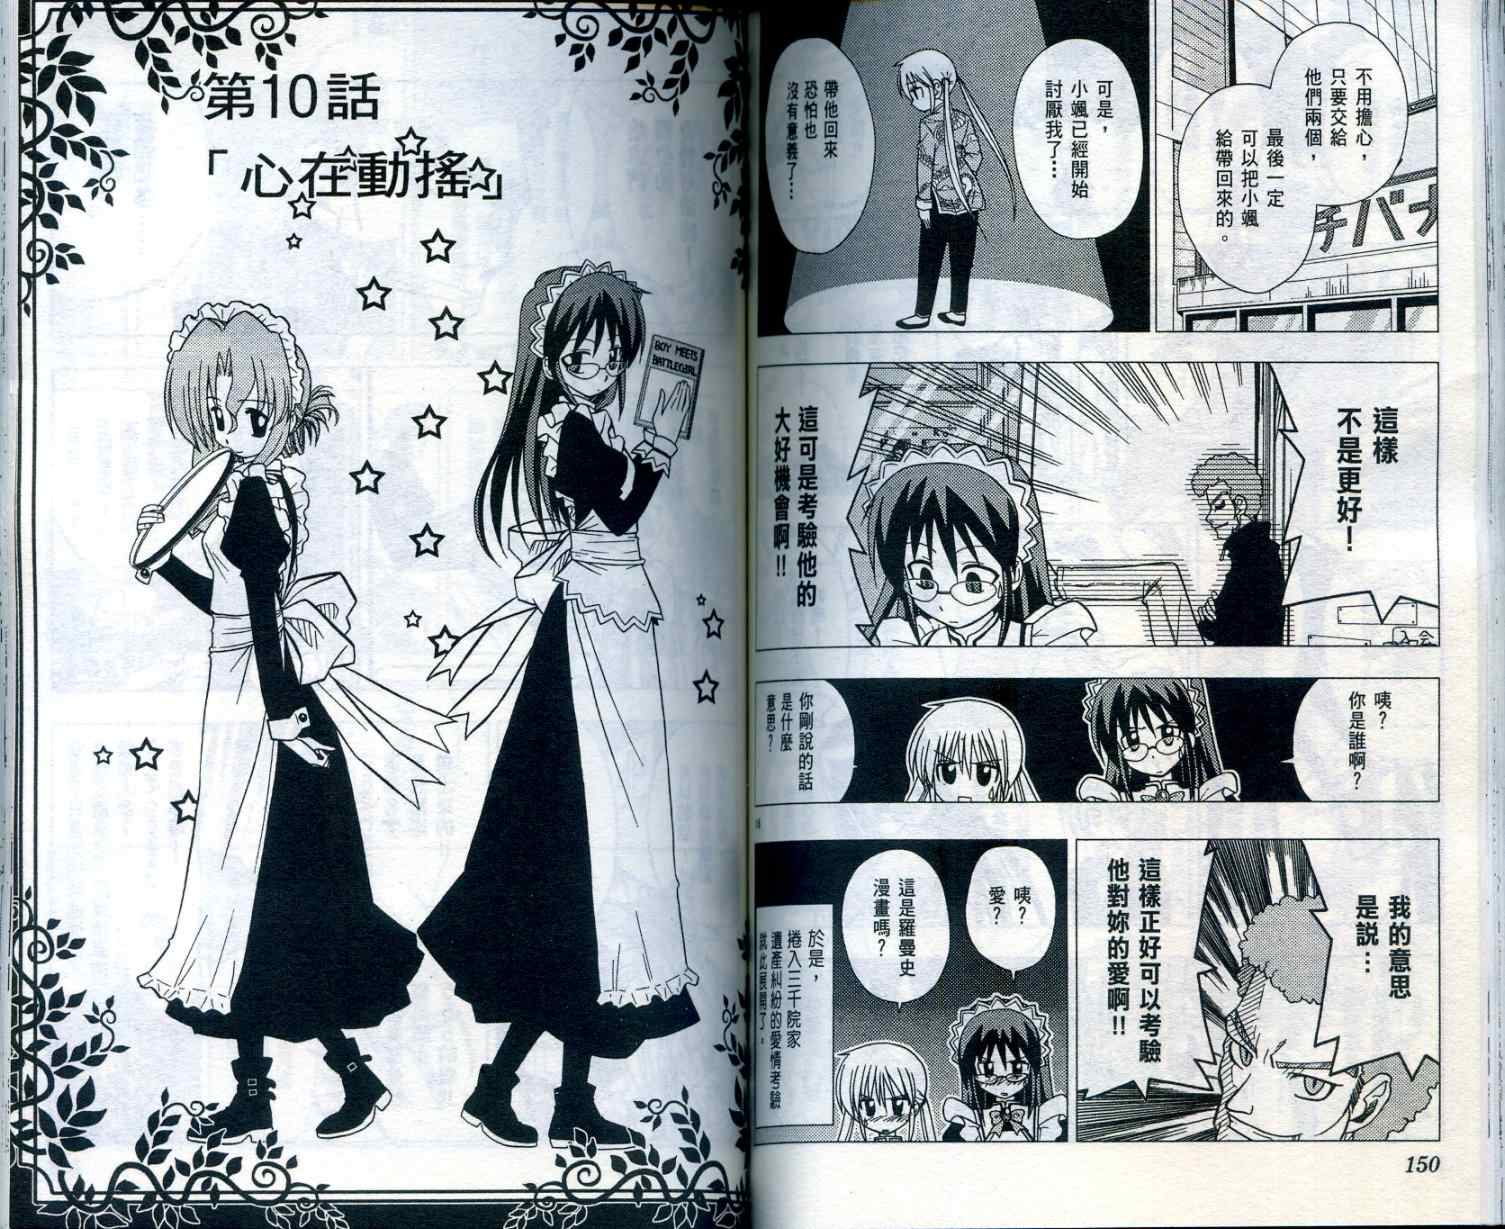 不用擔心，
只要交給
他們兩個，
最後一定
可以把小颯
給帶回來的。
チバナ
可是，
小颯已經開始
討厭我了…
帶他回來
恐怕也
沒有意義了…
這樣
不是更好！
這可是考驗他的
大好機會啊!!
咦？
你是誰啊？
你剛說的話
是什麼
意思？
我的意思
是說…
這樣正好可以考驗
他對妳的愛啊!!
咦？
愛？
這是羅曼史
漫畫嗎？
於是，
捲入三千院家
遺產糾紛的愛情考驗
就此展開了。
150
第10話
「心在動搖」
BOY MEETS
BATTLEGIRL